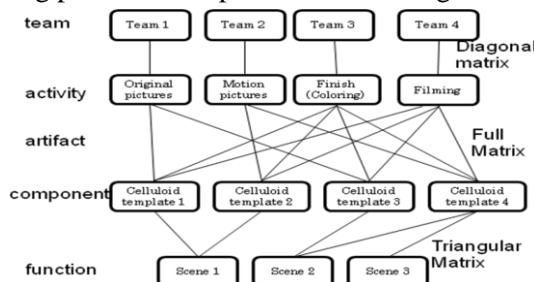 team
Team 1
Team 2
Team 3
Team 4
Diagonal
matrix
activity
Original
pictures
Motion
pictures
Finish
(Coloring)
Filming
artifact
Full
Matrix
component
Celluloid
template 1
Celluloid
template 2
Celluloid
template 3
Celluloid
template 4
Triangular
Matrix
function
Scene 1
Scene 2
Scene 3